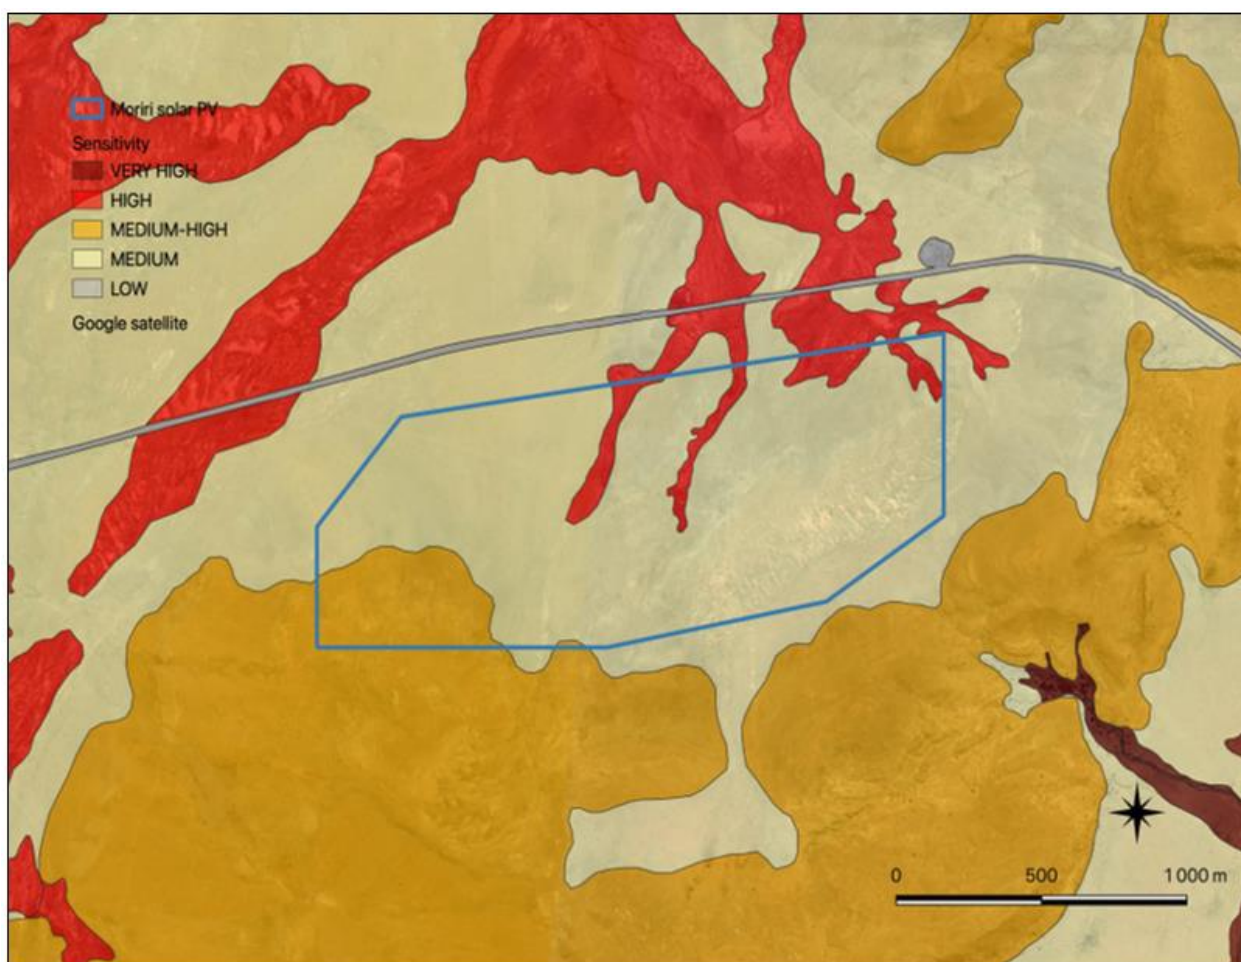 Moriri solar PV
Sensitivity
VERY HIGH
HIGH
MEDIUM-HIGH
MEDIUM
LOW
Google satellite
0 500 1 000 m